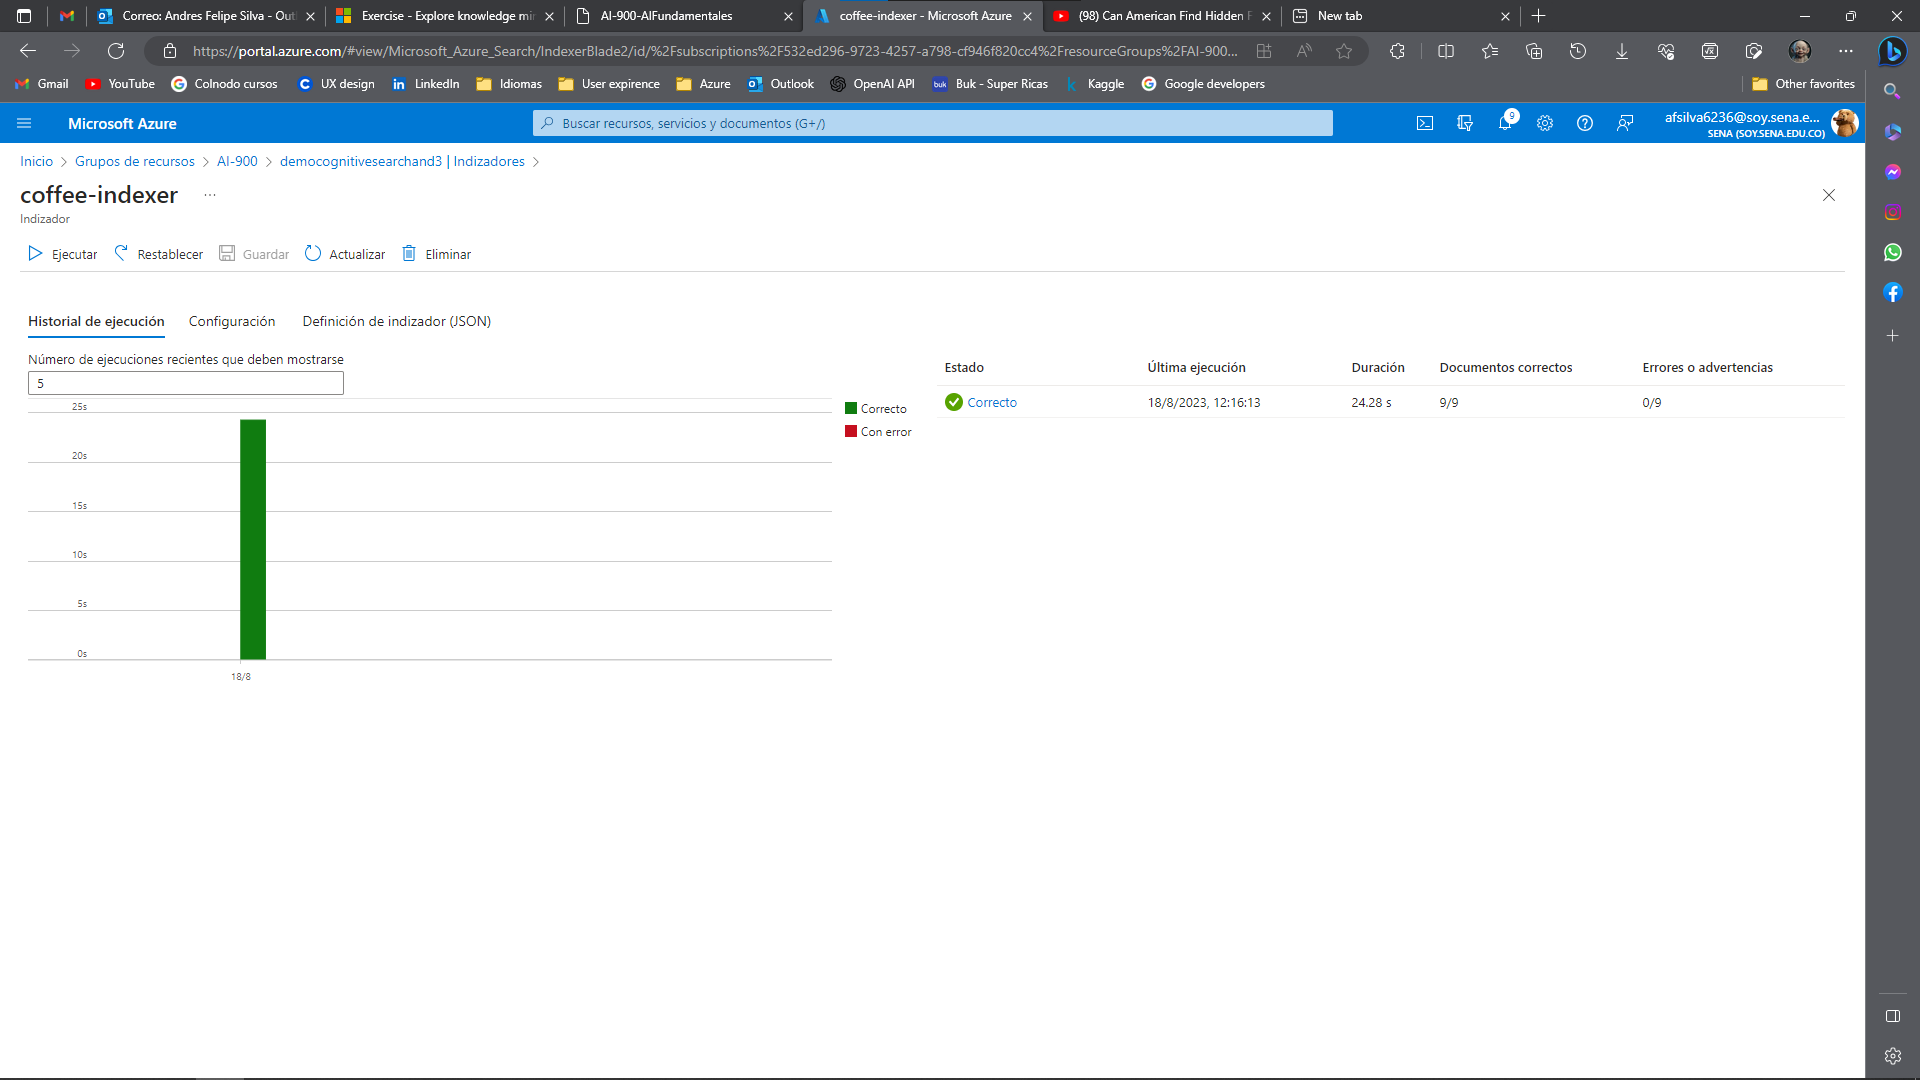 Correo: Andres Felipe Silva - Out
Exercise - Explore knowledge mi
AI-900-AIFundamentales
coffee-indexer - Microsoft Azure
(98) Can American Find Hidden F
New tab
https://portal.azure.com/#view/Microsoft_Azure_Search/IndexerBlade2/id/%2Fsubscriptions%2F532ed296-9723-4257-a798-cf946f820cc4%2FresourceGroups%2FAI-900...
Gmail YouTube Colnodo cursos UX design LinkedIn Idiomas User expirence Azure Outlook OpenAI API Buk - Super Ricas Kaggle Google developers Other favorites
Microsoft Azure
Buscar recursos, servicios y documentos (G+/)
9
afsilva6236@soy.sena.e...
SENA (SOY.SENA.EDU.CO)
Inicio > Grupos de recursos > AI-900 > democognitivesearchand3 | Indizadores >
coffee-indexer ...
Indizador
Ejecutar Restablecer Guardar Actualizar Eliminar
Historial de ejecución Configuración Definición de indizador (JSON)
Número de ejecuciones recientes que deben mostrarse
5
25s
20s
15s
10s
5s
0s
18/8
Correcto
Con error
Estado Última ejecución Duración Documentos correctos Errores o advertencias
Correcto 18/8/2023, 12:16:13 24.28 s 9/9 0/9